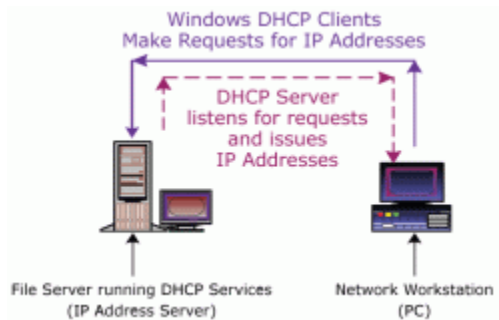 Windows DHCP Clients
Make Requests for IP Addresses
DHCP Server
listens for requests
and issues
IP Addresses
File Server running DHCP Services
(IP Address Server)
Network Workstation
(PC)